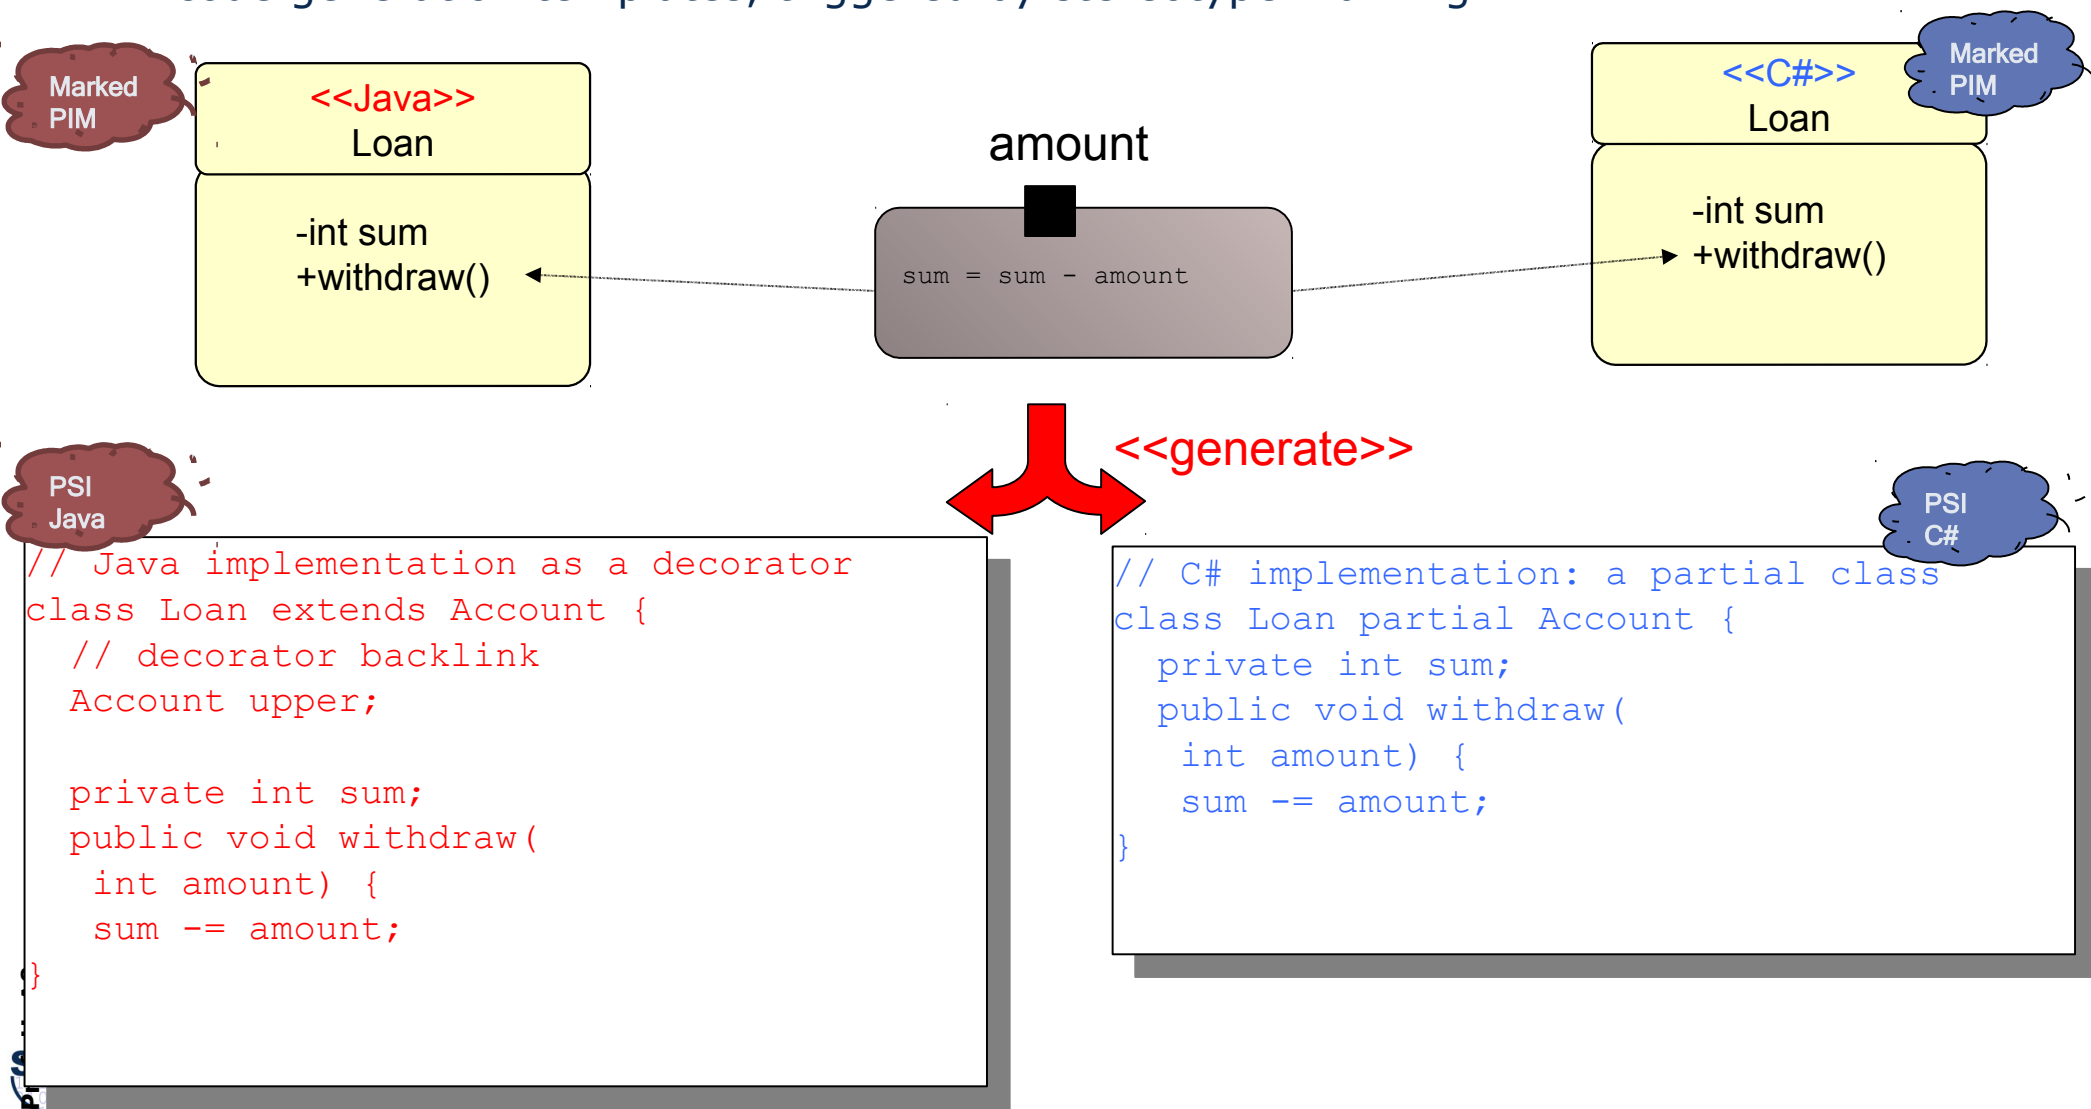 Marked
PIM
<<Java>>
Loan
-int sum
+withdraw()
amount
sum = sum - amount
<<C#>>
Loan
Marked
PIM
-int sum
+withdraw()
<<generate>>
PSI
Java
// Java implementation as a decorator
class Loan extends Account {
// decorator backlink
Account upper;
private int sum;
public void withdraw(
int amount) {
sum -= amount;
}
PSI
C#
// C# implementation: a partial class
class Loan partial Account {
private int sum;
public void withdraw(
int amount) {
sum -= amount;
}